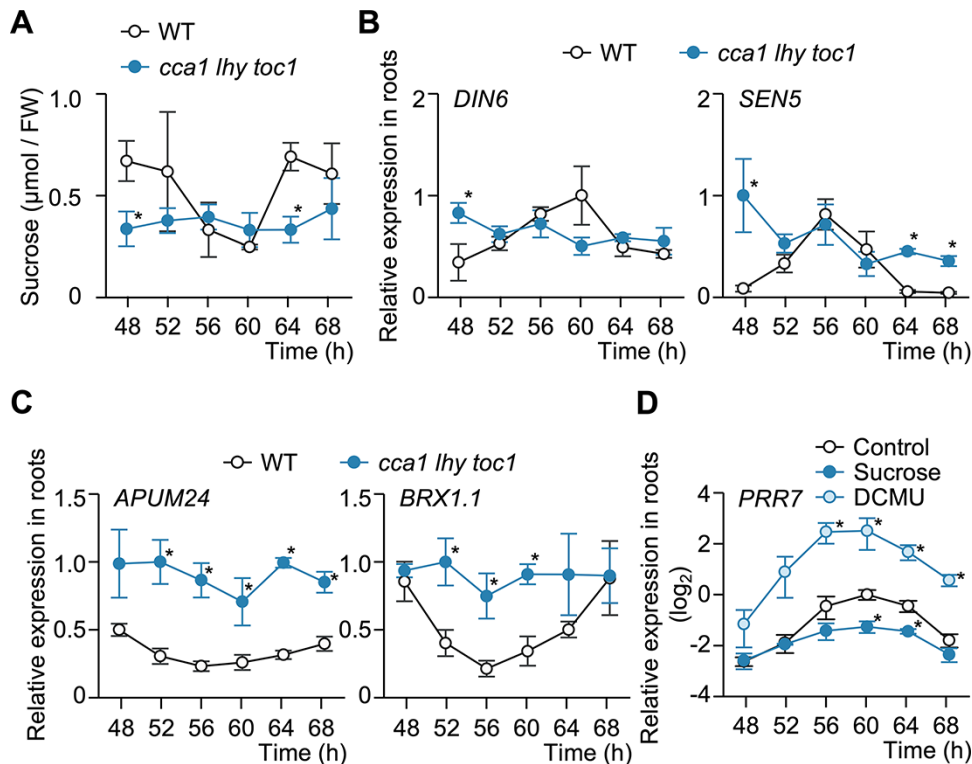 A
WT
cca1 lhy toc1
Sucrose (μmol / FW)
1.0
0.5
0
*
*
48 52 56 60 64 68
Time (h)
B
WT
cca1 lhy toc1
Relative expression in roots
DIN6
2
1
0
*
48 52 56 60 64 68
Time (h)
SEN5
2
1
0
*
*
*
48 52 56 60 64 68
Time (h)
C
WT
cca1 lhy toc1
Relative expression in roots
APUM24
1.5
1.0
0.5
0
*
*
*
*
*
48 52 56 60 64 68
Time (h)
BRX1.1
1.5
1.0
0.5
0
*
*
*
48 52 56 60 64 68
Time (h)
D
Control
Sucrose
DCMU
Relative expression in roots
(log2)
PRR7
4
2
0
-2
-4
*
*
*
*
*
*
48 52 56 60 64 68
Time (h)